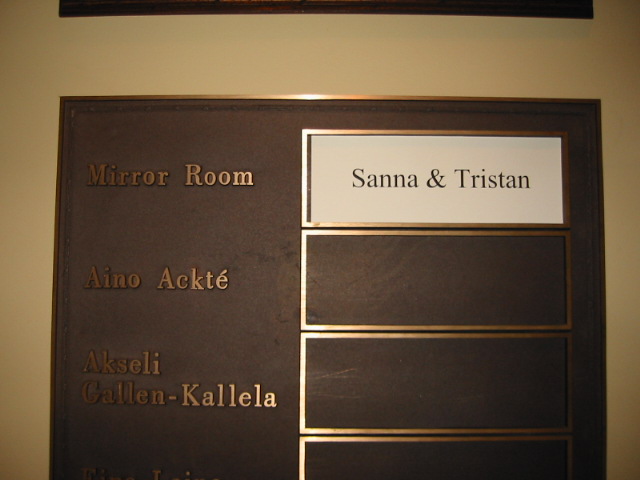 Mirror Room
Sanna & Tristan
Aino Ackté
Akseli
Gallen-Kallela